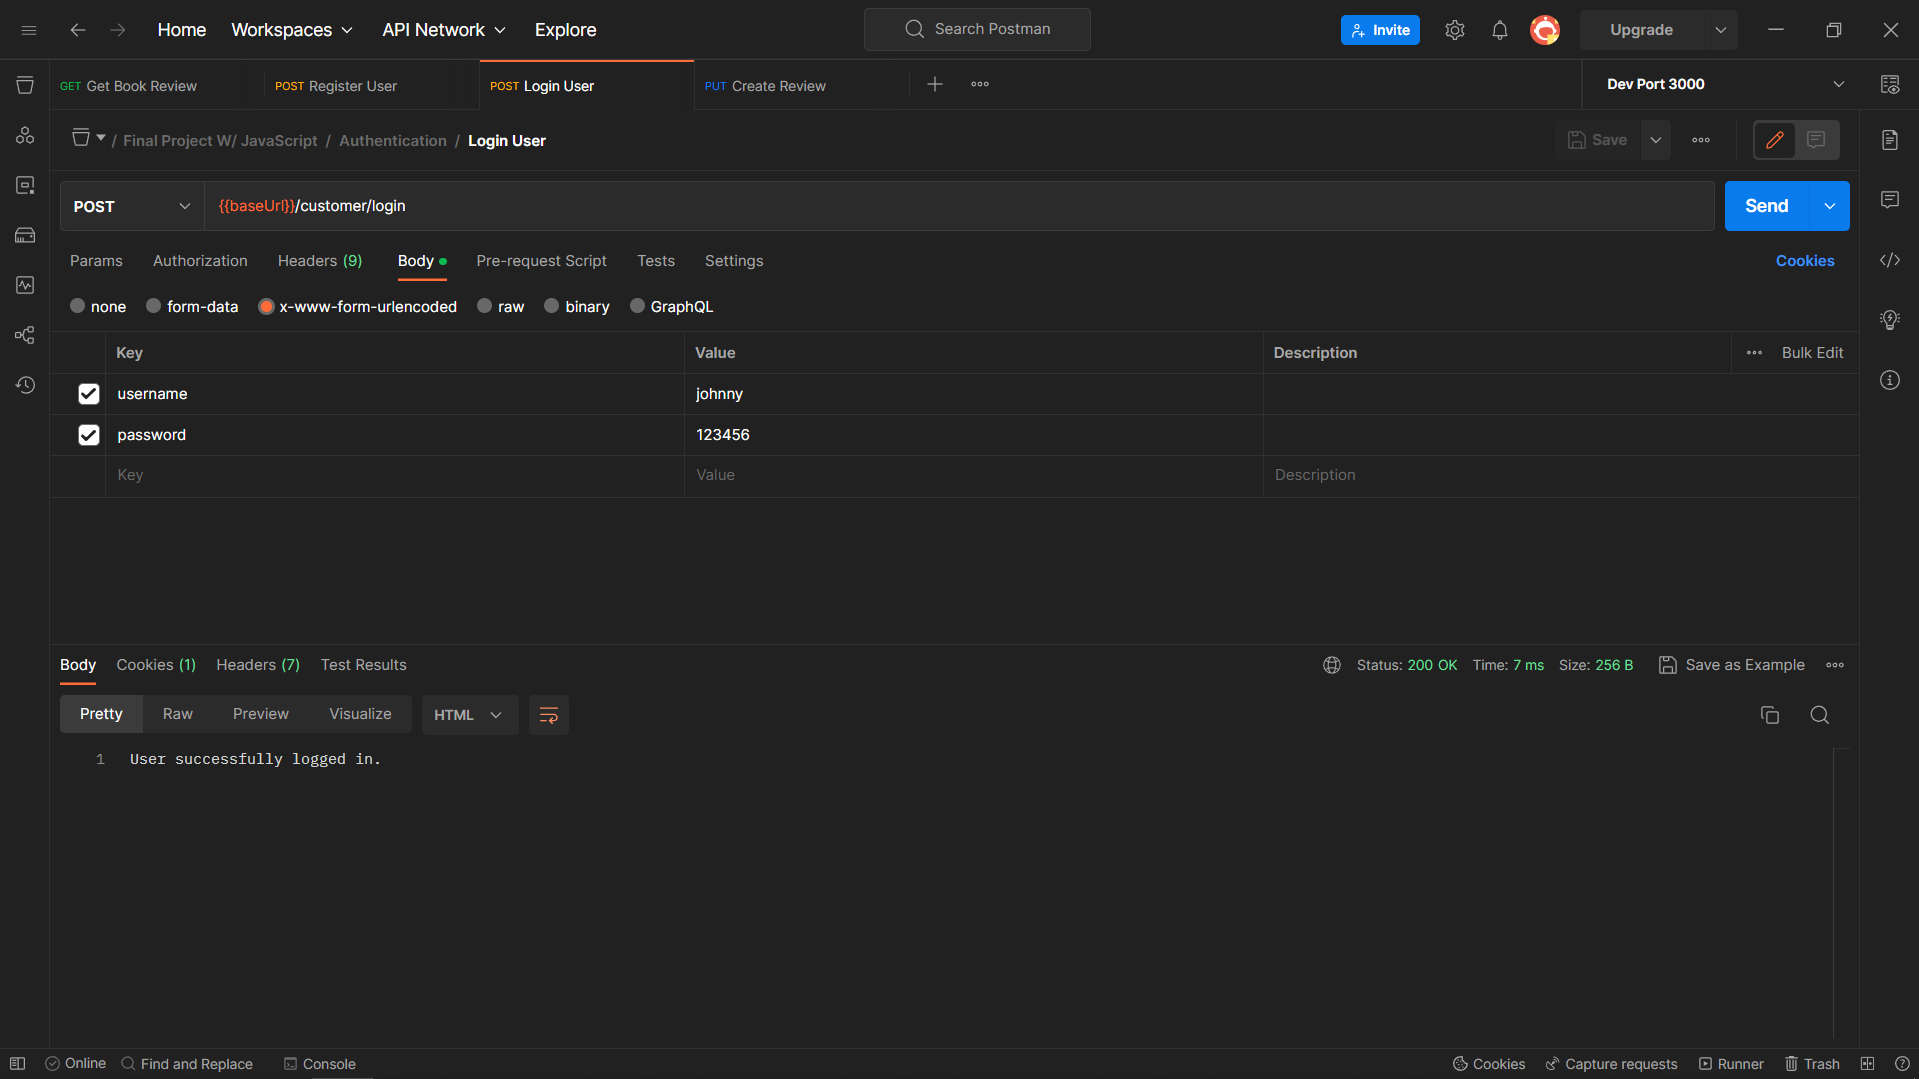 Home Workspaces API Network Explore Search Postman Invite Upgrade
GET Get Book Review POST Register User POST Login User PUT Create Review Dev Port 3000
/ Final Project W/ JavaScript / Authentication / Login User Save
POST {{baseUrl}}/customer/login Send
Params Authorization Headers (9) Body Pre-request Script Tests Settings Cookies
none form-data x-www-form-urlencoded raw binary GraphQL
Key Value Description Bulk Edit
username johnny
password 123456
Key Value Description
Body Cookies (1) Headers (7) Test Results Status: 200 OK Time: 7 ms Size: 256 B Save as Example
Pretty Raw Preview Visualize HTML
1 User successfully logged in.
Online Find and Replace Console Cookies Capture requests Runner Trash